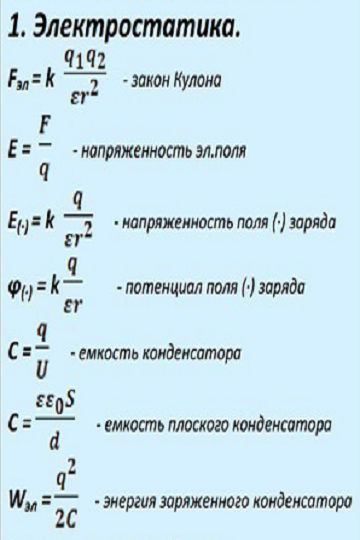 1. Электростатика.
Fэл = k q₁q₂/εr² - закон Кулона
E = F/q - напряженность эл.поля
E(·) = k q/εr² - напряженность поля (·) заряда
φ(·) = k q/εr - потенциал поля (·) заряда
C = q/U - емкость конденсатора
C = εε₀S/d - емкость плоского конденсатора
Wэл = q²/2C - энергия заряженного конденсатора